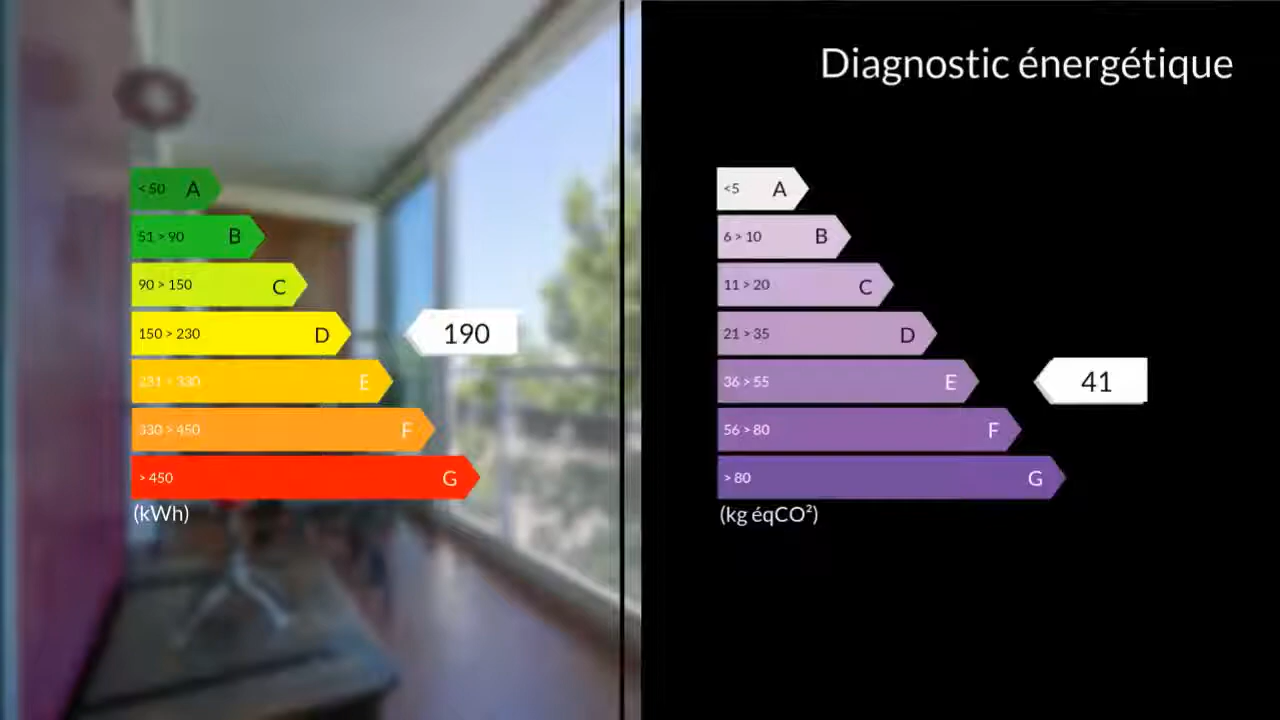 Diagnostic énergétique
<50 A
51 > 90 B
90 > 150 C
150 > 230 D
190
231 > 330 E
330 > 450 F
> 450 G
(kWh)
<5 A
6 > 10 B
11 > 20 C
21 > 35 D
36 > 55 E
41
56 > 80 F
> 80 G
(kg éqCO²)